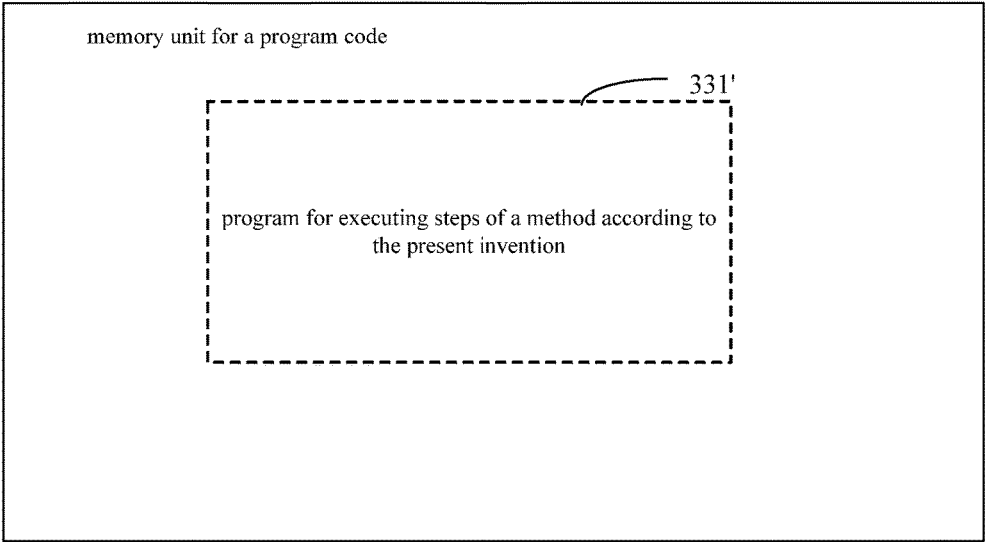 memory unit for a program code
331'
program for executing steps of a method according to
the present invention